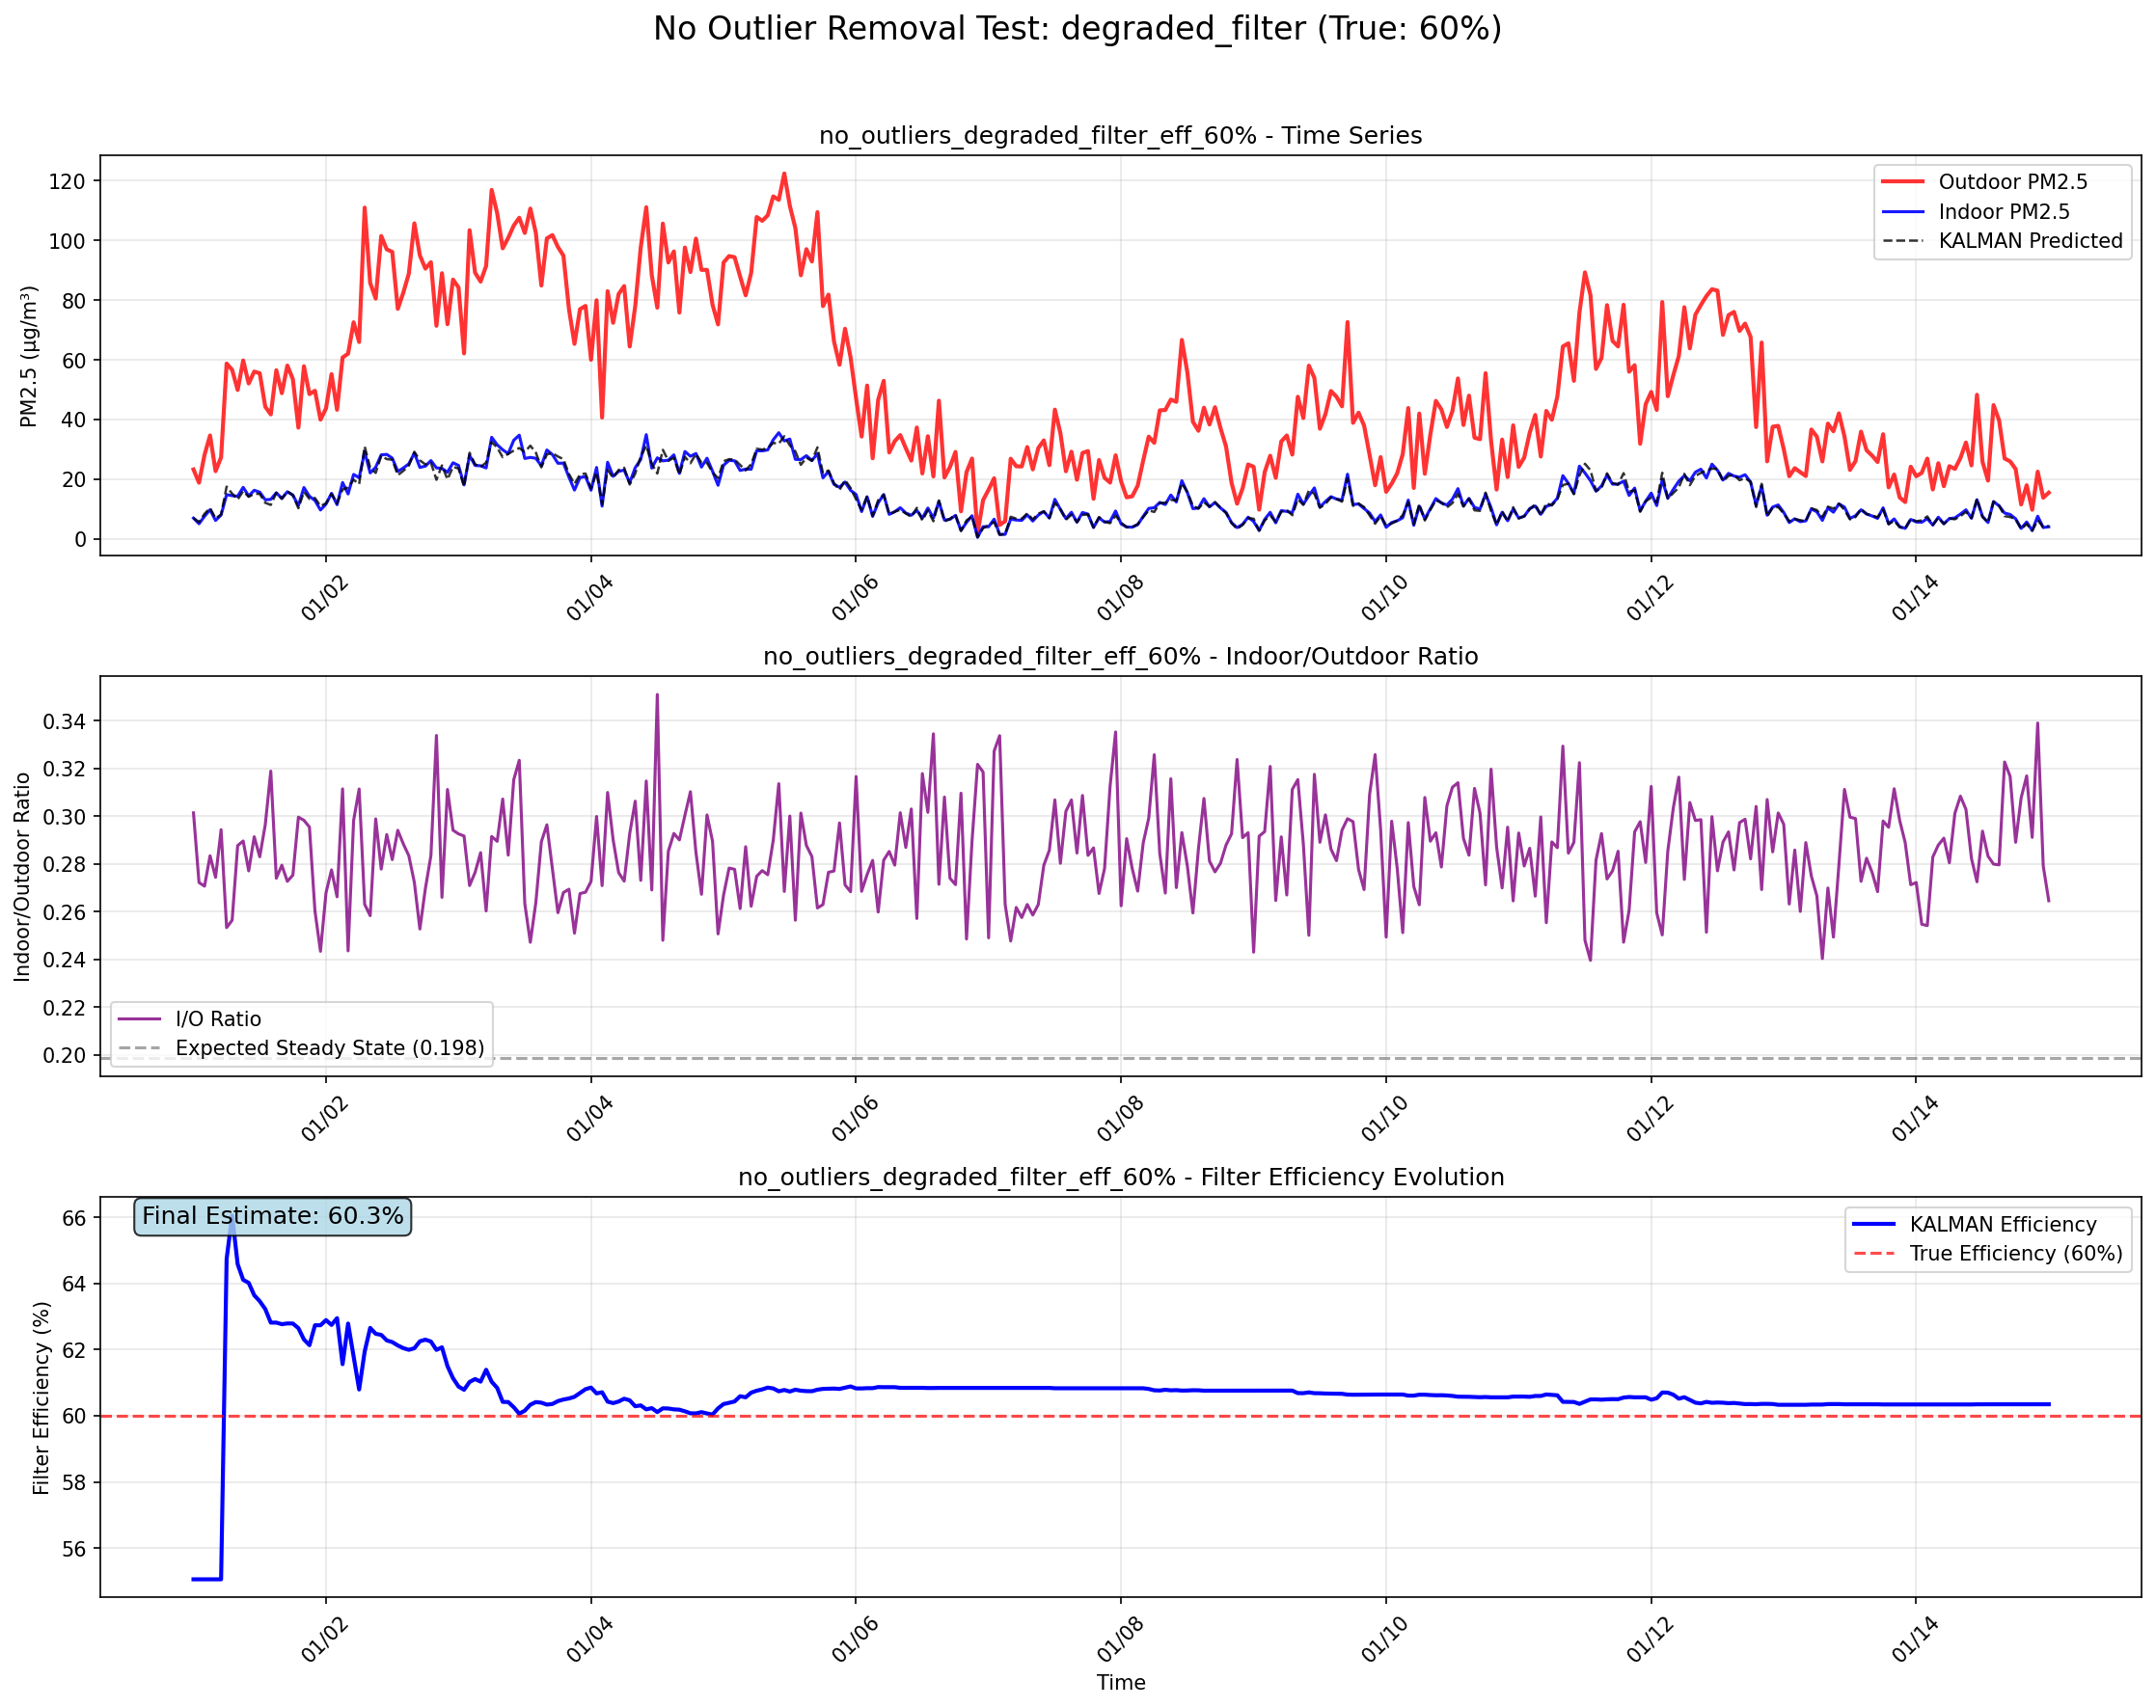 No Outlier Removal Test: degraded_filter (True: 60%)
no_outliers_degraded_filter_eff_60% - Time Series
PM2.5 (µg/m³)
120
100
80
60
40
20
0
Outdoor PM2.5
Indoor PM2.5
KALMAN Predicted
01/02
01/04
01/06
01/08
01/10
01/12
01/14
no_outliers_degraded_filter_eff_60% - Indoor/Outdoor Ratio
Indoor/Outdoor Ratio
0.34
0.32
0.30
0.28
0.26
0.24
0.22
0.20
I/O Ratio
Expected Steady State (0.198)
01/02
01/04
01/06
01/08
01/10
01/12
01/14
no_outliers_degraded_filter_eff_60% - Filter Efficiency Evolution
Filter Efficiency (%)
66
64
62
60
58
56
Final Estimate: 60.3%
KALMAN Efficiency
True Efficiency (60%)
01/02
01/04
01/06
01/08
01/10
01/12
01/14
Time